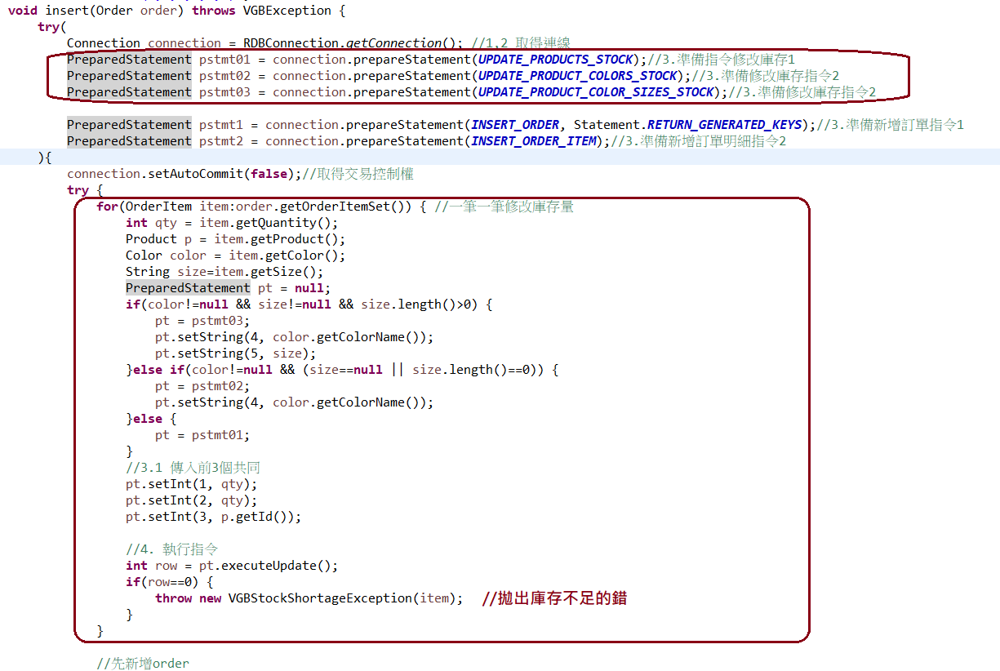 void insert(Order order) throws VGBException {
try(
Connection connection = RDBConnection.getConnection(); //1,2 取得連線
PreparedStatement pstmt01 = connection.prepareStatement(UPDATE_PRODUCTS_STOCK);//3.準備指令修改庫存1
PreparedStatement pstmt02 = connection.prepareStatement(UPDATE_PRODUCT_COLORS_STOCK);//3.準備修改庫存指令2
PreparedStatement pstmt03 = connection.prepareStatement(UPDATE_PRODUCT_COLOR_SIZES_STOCK);//3.準備修改庫存指令2
PreparedStatement pstmt1 = connection.prepareStatement(INSERT_ORDER, Statement.RETURN_GENERATED_KEYS);//3.準備新增訂單指令1
PreparedStatement pstmt2 = connection.prepareStatement(INSERT_ORDER_ITEM);//3.準備新增訂單明細指令2
){
connection.setAutoCommit(false);//取得交易控制權
try {
for(OrderItem item:order.getOrderItemSet()) { //一筆一筆修改庫存量
int qty = item.getQuantity();
Product p = item.getProduct();
Color color = item.getColor();
String size=item.getSize();
PreparedStatement pt = null;
if(color!=null && size!=null && size.length()>0) {
pt = pstmt03;
pt.setString(4, color.getColorName());
pt.setString(5, size);
}else if(color!=null && (size==null || size.length()==0)) {
pt = pstmt02;
pt.setString(4, color.getColorName());
}else {
pt = pstmt01;
}
//3.1 傳入前3個共同
pt.setInt(1, qty);
pt.setInt(2, qty);
pt.setInt(3, p.getId());
//4. 執行指令
int row = pt.executeUpdate();
if(row==0) {
throw new VGBStockShortageException(item); //拋出庫存不足的錯
}
}
//先新增order